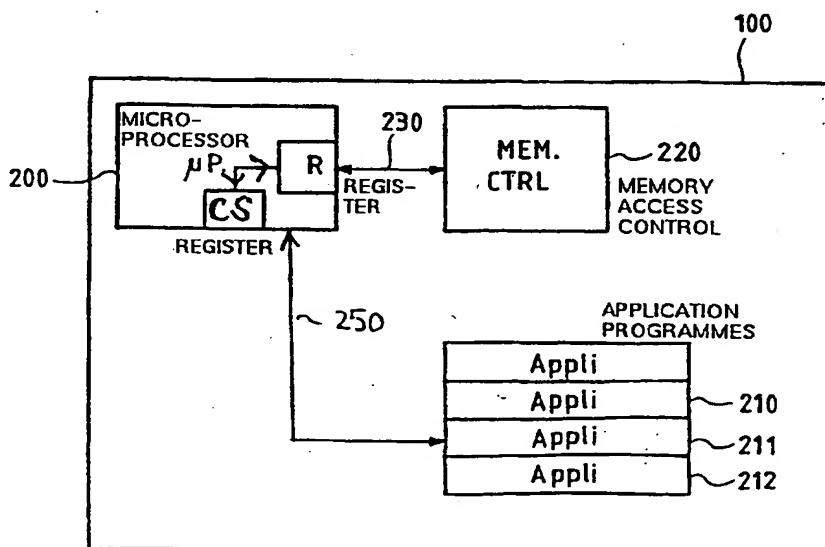 100
MICRO-
PROCESSOR
µP
R
CS
REGISTER
200
230
REGIS-
TER
MEM.
CTRL
220
MEMORY
ACCESS
CONTROL
250
APPLICATION
PROGRAMMES
Appli
Appli
210
Appli
211
Appli
212